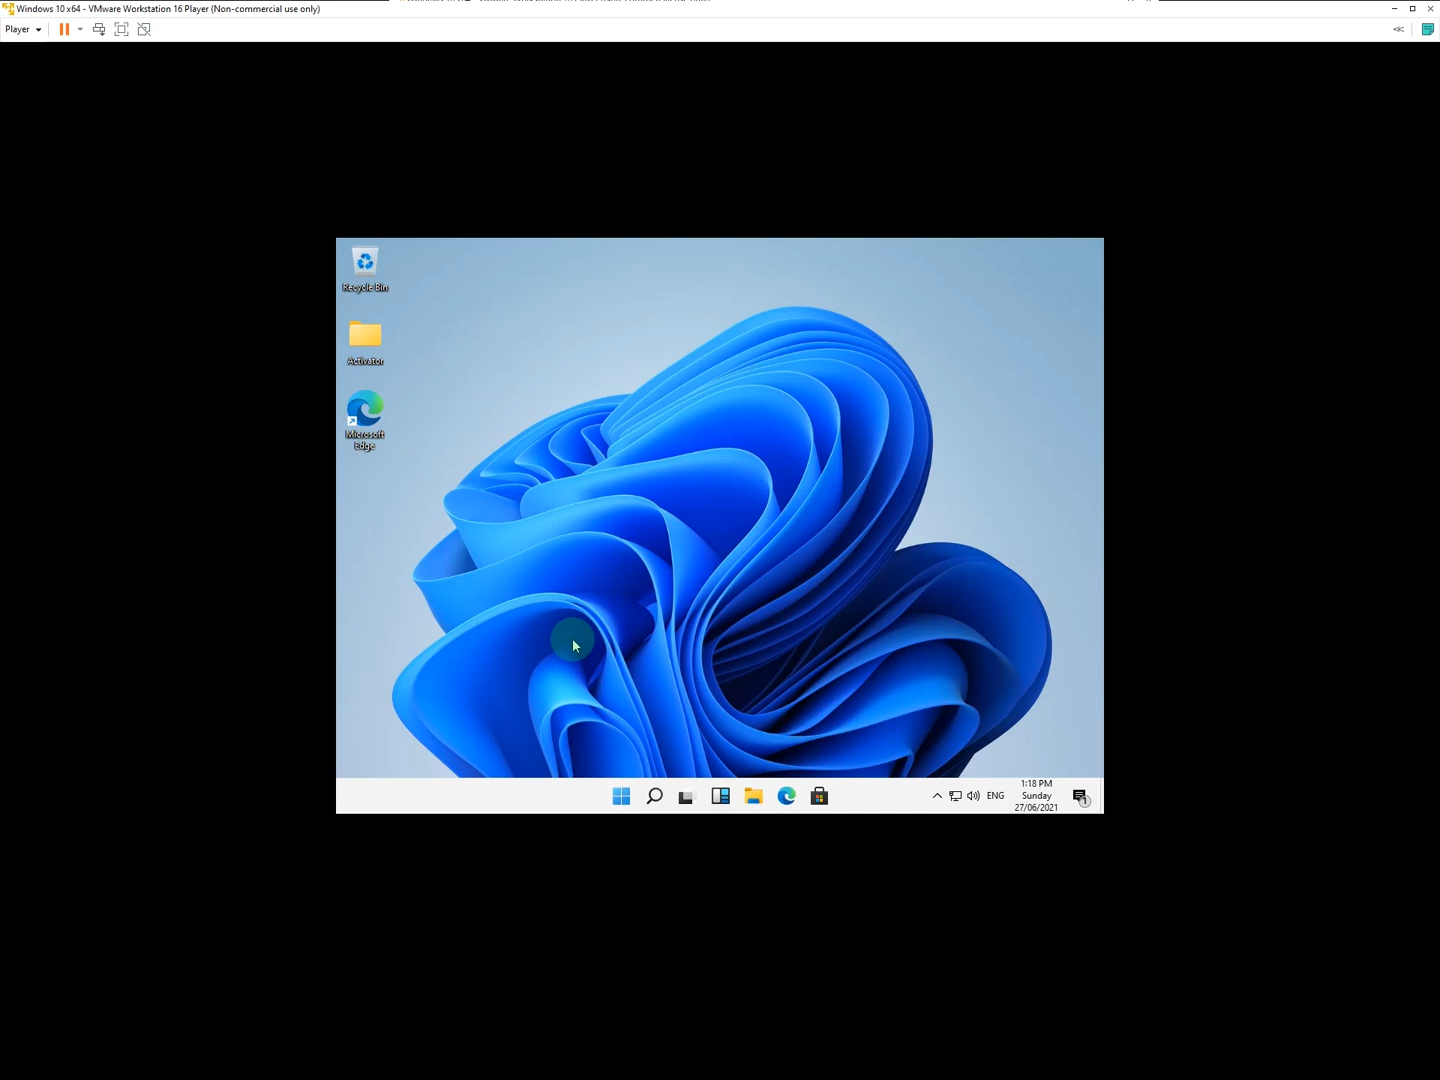 Windows 10 x64 - VMware Workstation 16 Player (Non-commercial use only)
Player
Recycle Bin
Activator
Microsoft
Edge
ENG
1:18 PM
Sunday
27/06/2021
1